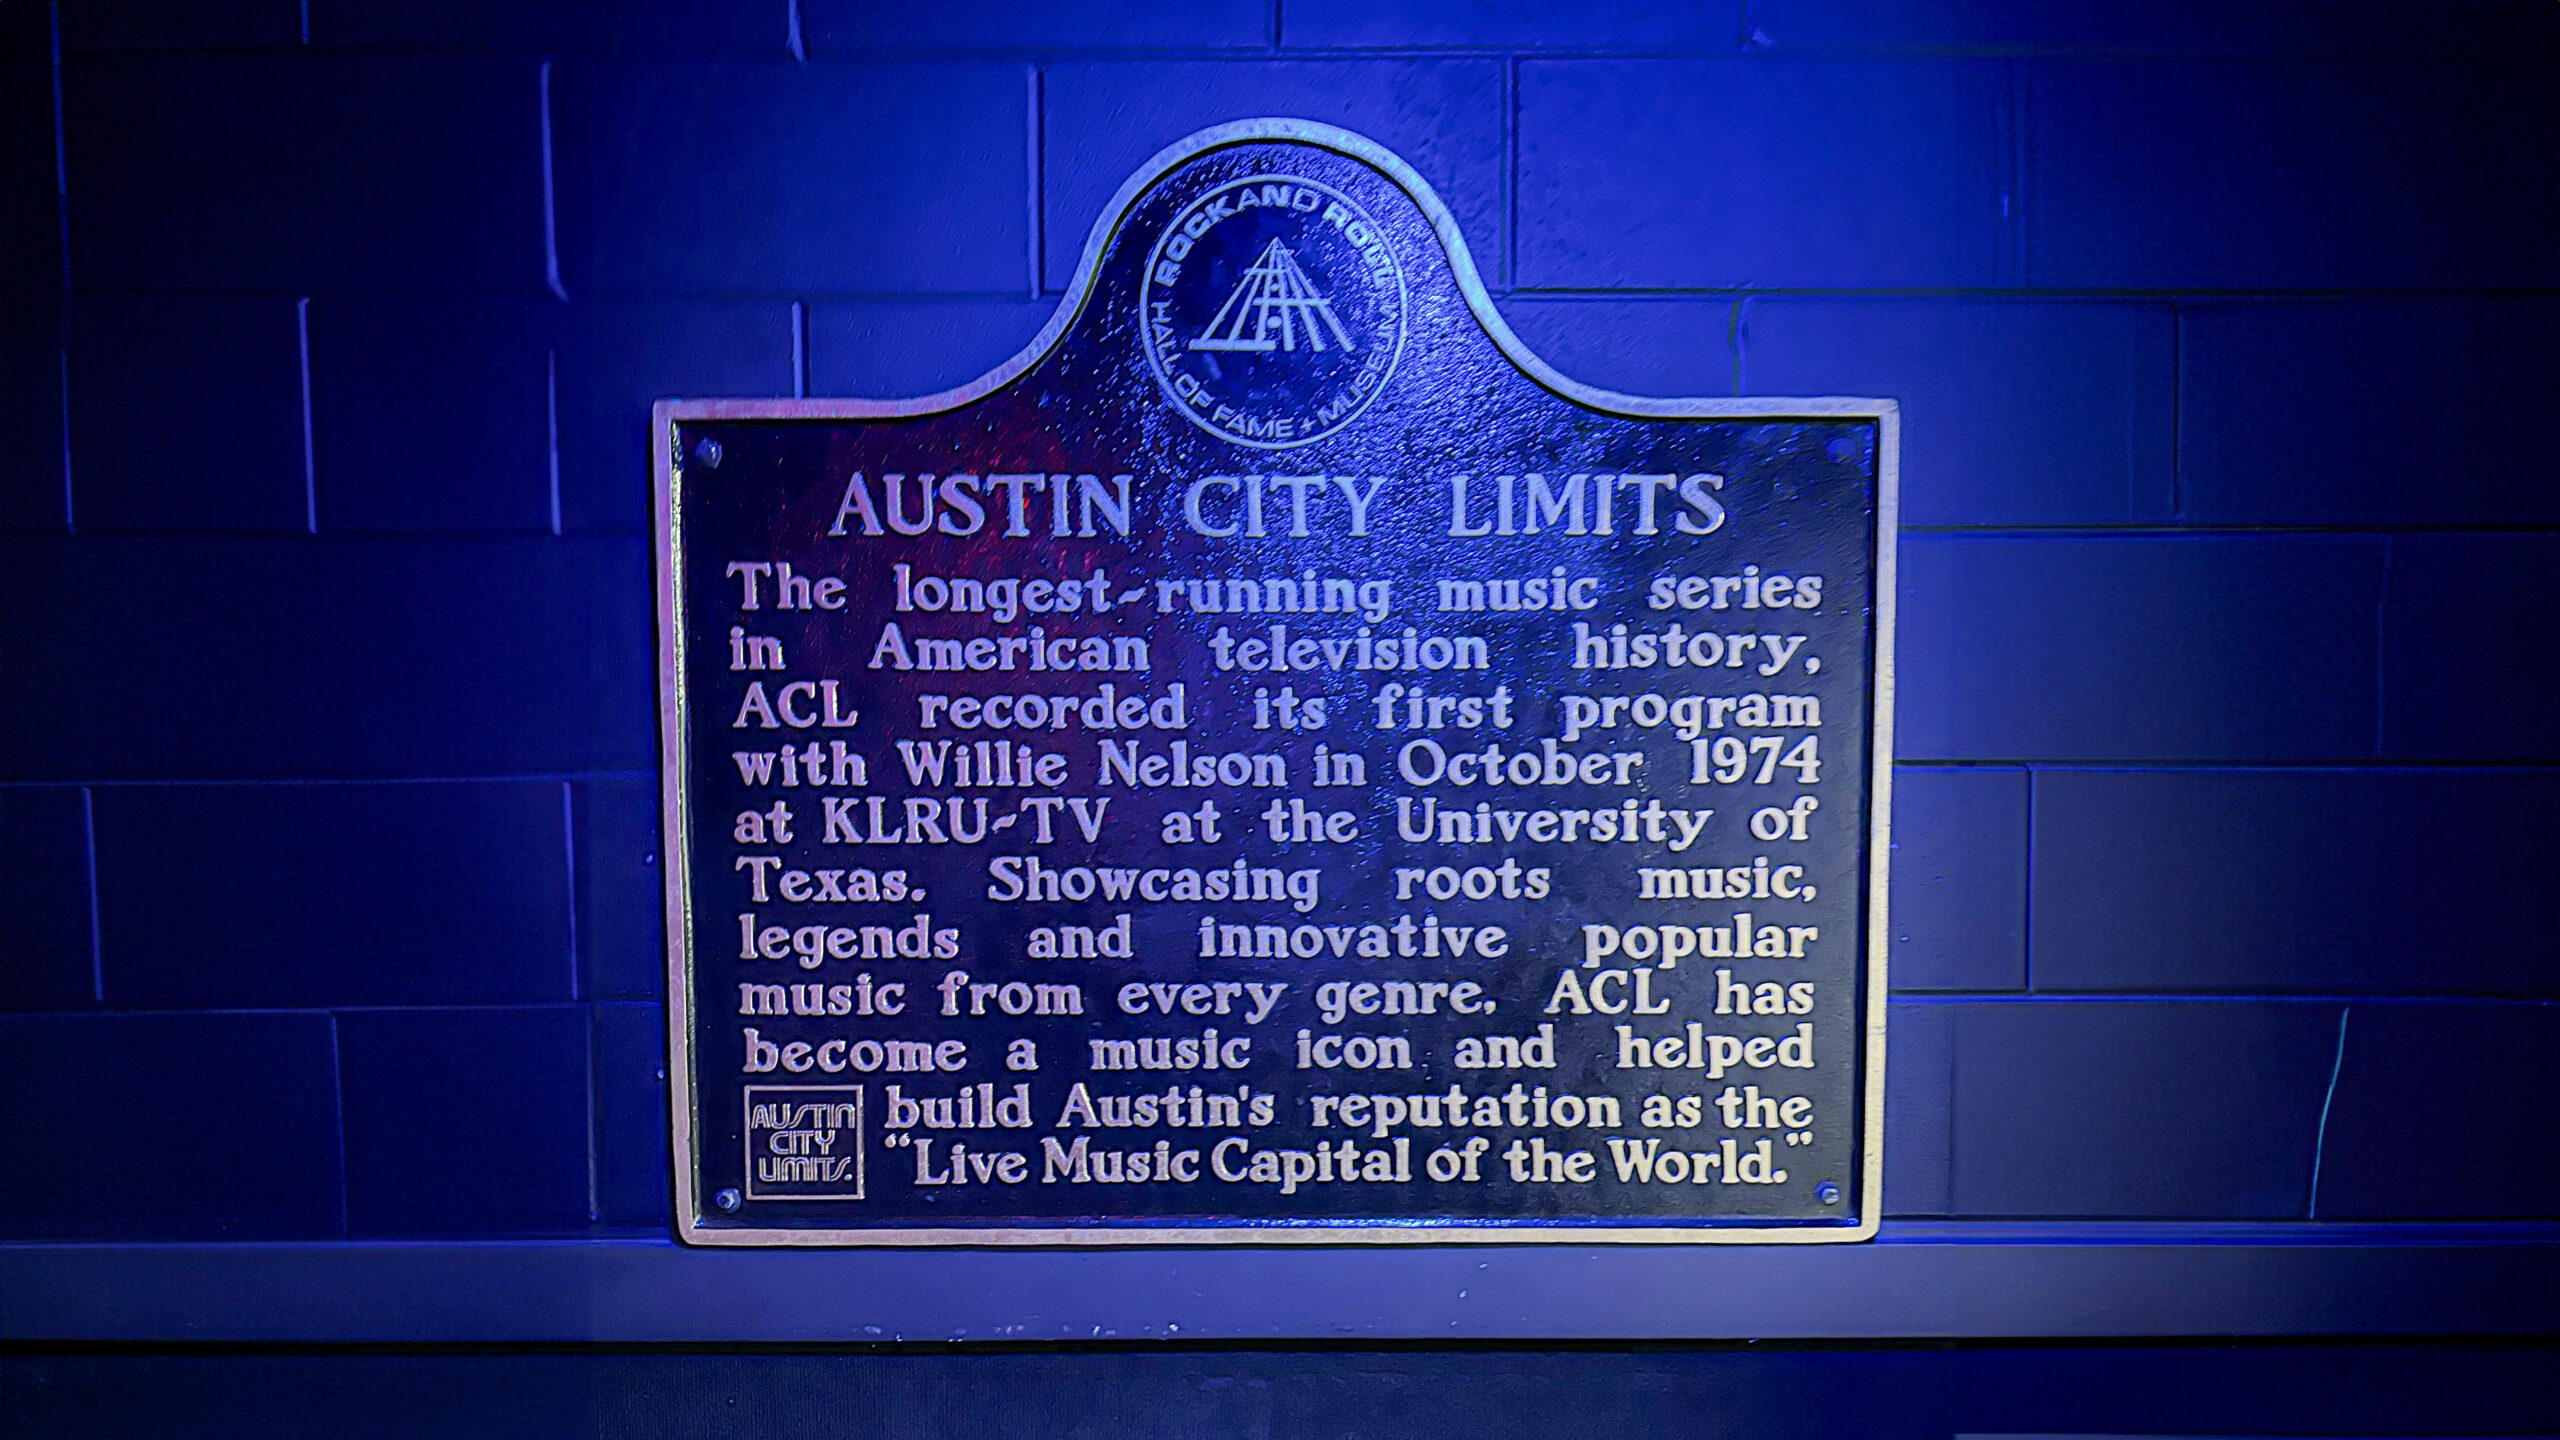 ROCK AND ROLL
HALL OF FAME + MUSEUM
AUSTIN CITY LIMITS
The longest-running music series
in American television history,
ACL recorded its first program
with Willie Nelson in October 1974
at KLRU-TV at the University of
Texas. Showcasing roots music,
legends and innovative popular
music from every genre, ACL has
become a music icon and helped
build Austin's reputation as the
"Live Music Capital of the World."
AUSTIN
CITY
LIMITS.